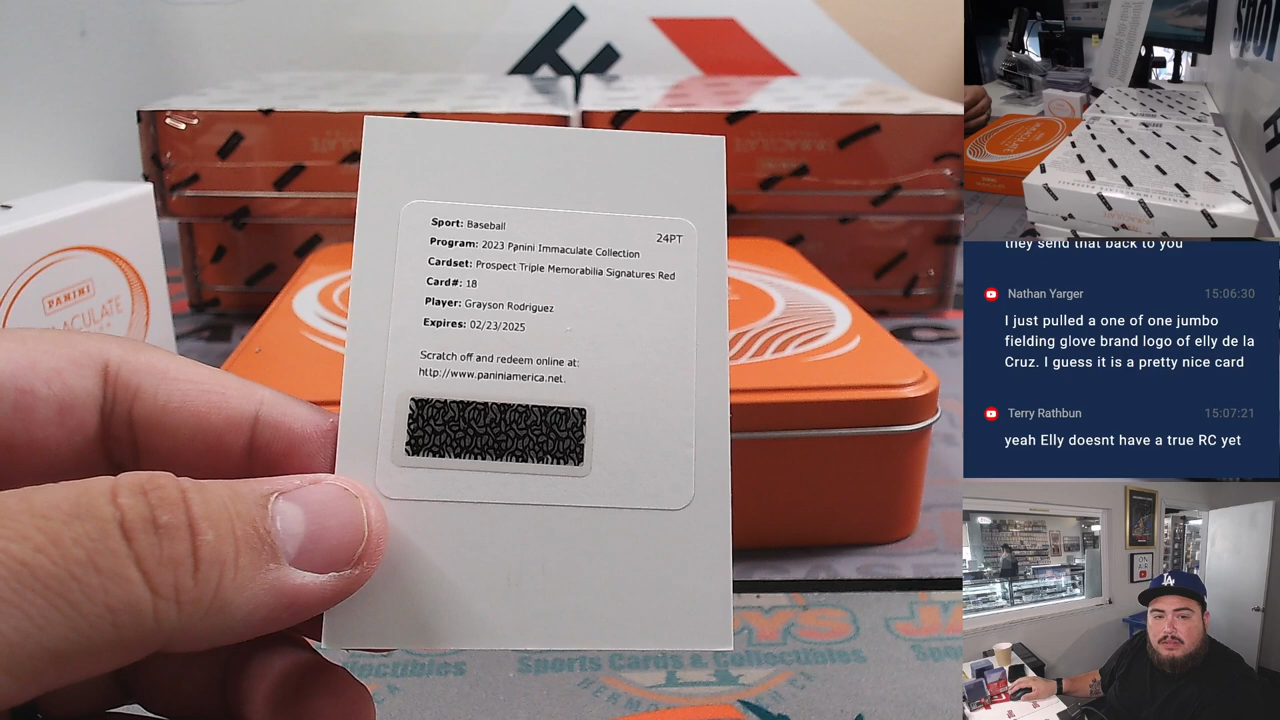 Sport: Baseball
24PT
Program: 2023 Panini Immaculate Collection
Cardset: Prospect Triple Memorabilia Signatures Red
Card#: 18
Player: Grayson Rodriguez
Expires: 02/23/2025
Scratch off and redeem online at:
http://www.paniniamerica.net.
PANINI
IMMACULATE
Sports Cards & Collectibles
they send that back to you
Nathan Yarger 15:06:30
I just pulled a one of one jumbo
fielding glove brand logo of elly de la
Cruz. I guess it is a pretty nice card
Terry Rathbun 15:07:21
yeah Elly doesnt have a true RC yet
ON
AIR
LA